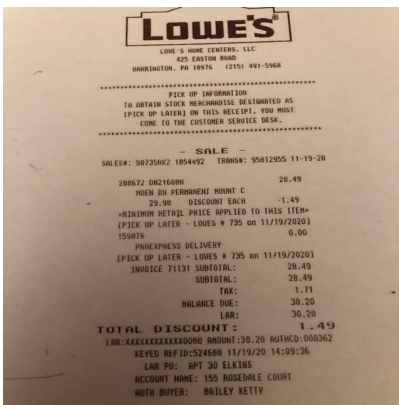 LOWE'S
LOWE'S HOME CENTERS, LLC
425 EASTON ROAD
WARRINGTON, PA 18976 (215) 491-5968
PICK UP INFORMATION
TO OBTAIN STOCK MERCHANDISE DESIGNATED AS
[PICK UP LATER] ON THIS RECEIPT, YOU MUST
COME TO THE CUSTOMER SERVICE DESK.
- SALE -
SALES#: S0735RK2 1854492 TRANS#: 95812955 11-19-20
208672 DN2160BN 28.49
MOEN BN PERMANENT MOUNT C
29.98 DISCOUNT EACH -1.49
*MINIMUM RETAIL PRICE APPLIED TO THIS ITEM*
[PICK UP LATER - LOWES # 735 on 11/19/2020]
159876 0.00
PROEXPRESS DELIVERY
[PICK UP LATER - LOWES # 735 on 11/19/2020]
INVOICE 71131 SUBTOTAL: 28.49
SUBTOTAL: 28.49
TAX: 1.71
BALANCE DUE: 30.20
LAR: 30.20
TOTAL DISCOUNT: 1.49
LAR:XXXXXXXXXXXX0080 AMOUNT:30.20 AUTHCD:000362
KEYED REFID:524688 11/19/20 14:09:36
LAR PO: APT 30 ELKINS
ACCOUNT NAME: 155 ROSEDALE COURT
AUTH BUYER: BAILEY KETTY